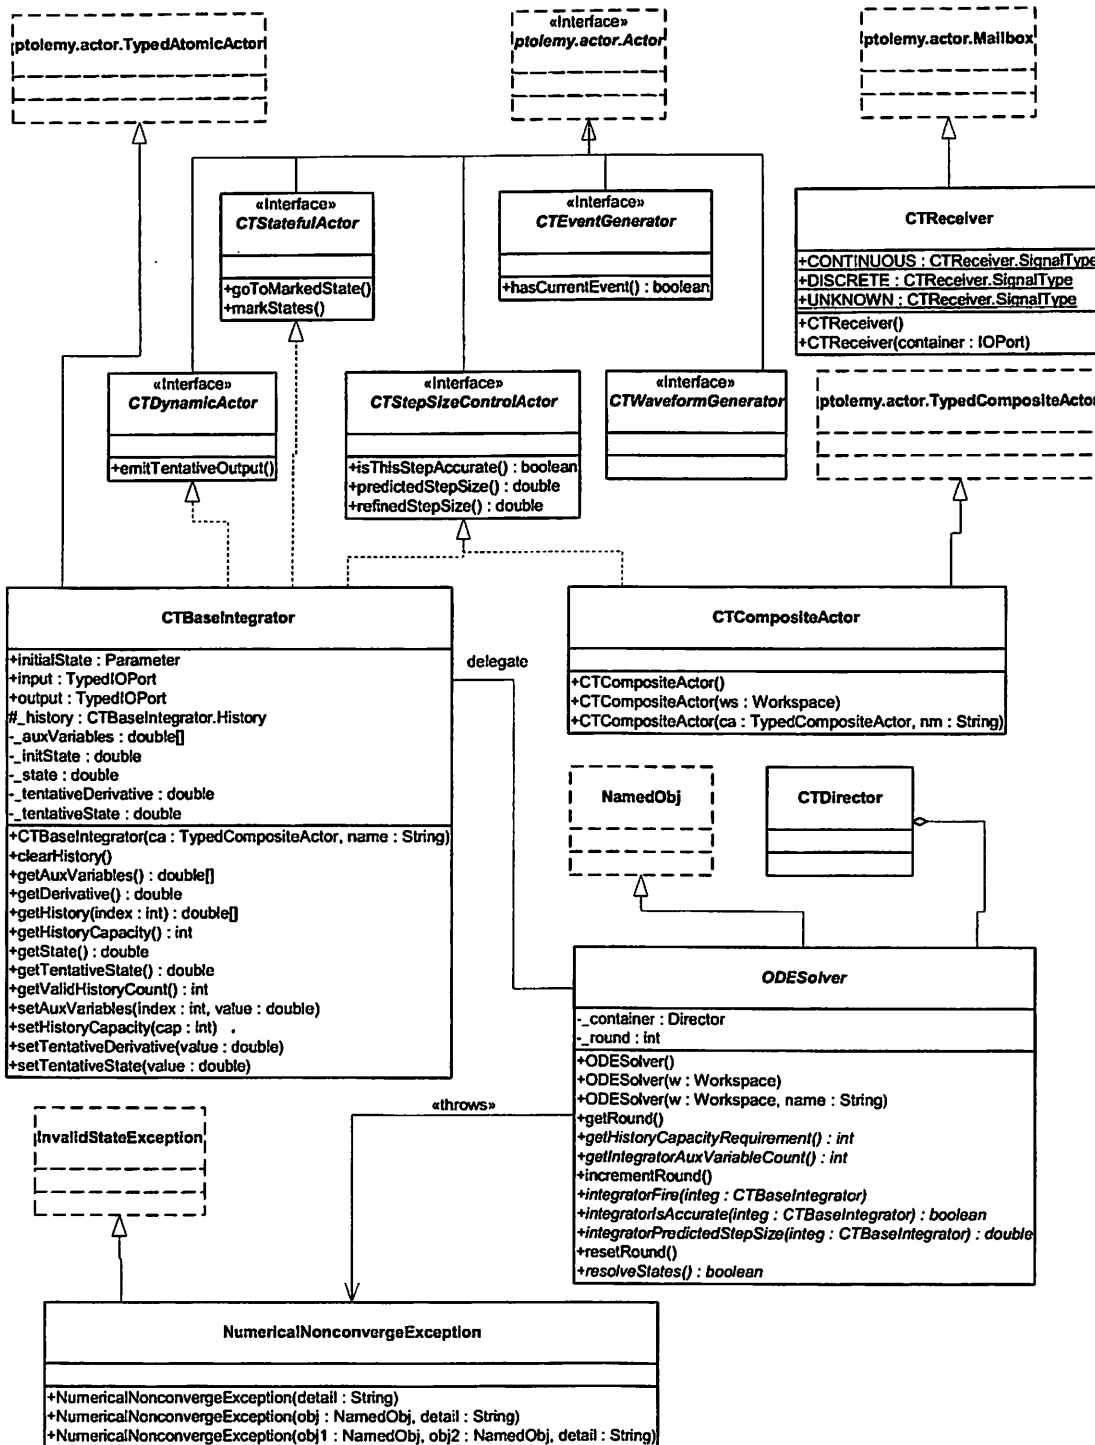 ptolemy.actor.TypedAtomicActor
«Interface»
ptolemy.actor.Actor
ptolemy.actor.Mailbox
«Interface»
CTStatefulActor
+goToMarkedState()
+markStates()
«Interface»
CTEventGenerator
+hasCurrentEvent() : boolean
CTReceiver
+CONTINUOUS : CTReceiver.SignalType
+DISCRETE : CTReceiver.SignalType
+UNKNOWN : CTReceiver.SignalType
+CTReceiver()
+CTReceiver(container : IOPort)
«Interface»
CTDynamicActor
+emitTentativeOutput()
«Interface»
CTStepSizeControlActor
+isThisStepAccurate() : boolean
+predictedStepSize() : double
+refinedStepSize() : double
«Interface»
CTWaveformGenerator
ptolemy.actor.TypedCompositeActor
CTBaseIntegrator
+initialState : Parameter
+input : TypedIOPort
+output : TypedIOPort
#_history : CTBaseIntegrator.History
-_auxVariables : double[]
-_initState : double
-_state : double
-_tentativeDerivative : double
-_tentativeState : double
+CTBaseIntegrator(ca : TypedCompositeActor, name : String)
+clearHistory()
+getAuxVariables() : double[]
+getDerivative() : double
+getHistory(index : int) : double[]
+getHistoryCapacity() : int
+getState() : double
+getTentativeState() : double
+getValidHistoryCount() : int
+setAuxVariables(index : int, value : double)
+setHistoryCapacity(cap : int)
+setTentativeDerivative(value : double)
+setTentativeState(value : double)
delegate
CTCompositeActor
+CTCompositeActor()
+CTCompositeActor(ws : Workspace)
+CTCompositeActor(ca : TypedCompositeActor, nm : String)
NamedObj
CTDirector
ODESolver
-_container : Director
-_round : int
+ODESolver()
+ODESolver(w : Workspace)
+ODESolver(w : Workspace, name : String)
+getRound()
+getHistoryCapacityRequirement() : int
+getIntegratorAuxVariableCount() : int
+incrementRound()
+integratorFire(integ : CTBaseIntegrator)
+integratorIsAccurate(integ : CTBaseIntegrator) : boolean
+integratorPredictedStepSize(integ : CTBaseIntegrator) : double
+resetRound()
+resolveStates() : boolean
«throws»
InvalidStateException
NumericalNonconvergeException
+NumericalNonconvergeException(detail : String)
+NumericalNonconvergeException(obj : NamedObj, detail : String)
+NumericalNonconvergeException(obj1 : NamedObj, obj2 : NamedObj, detail : String)